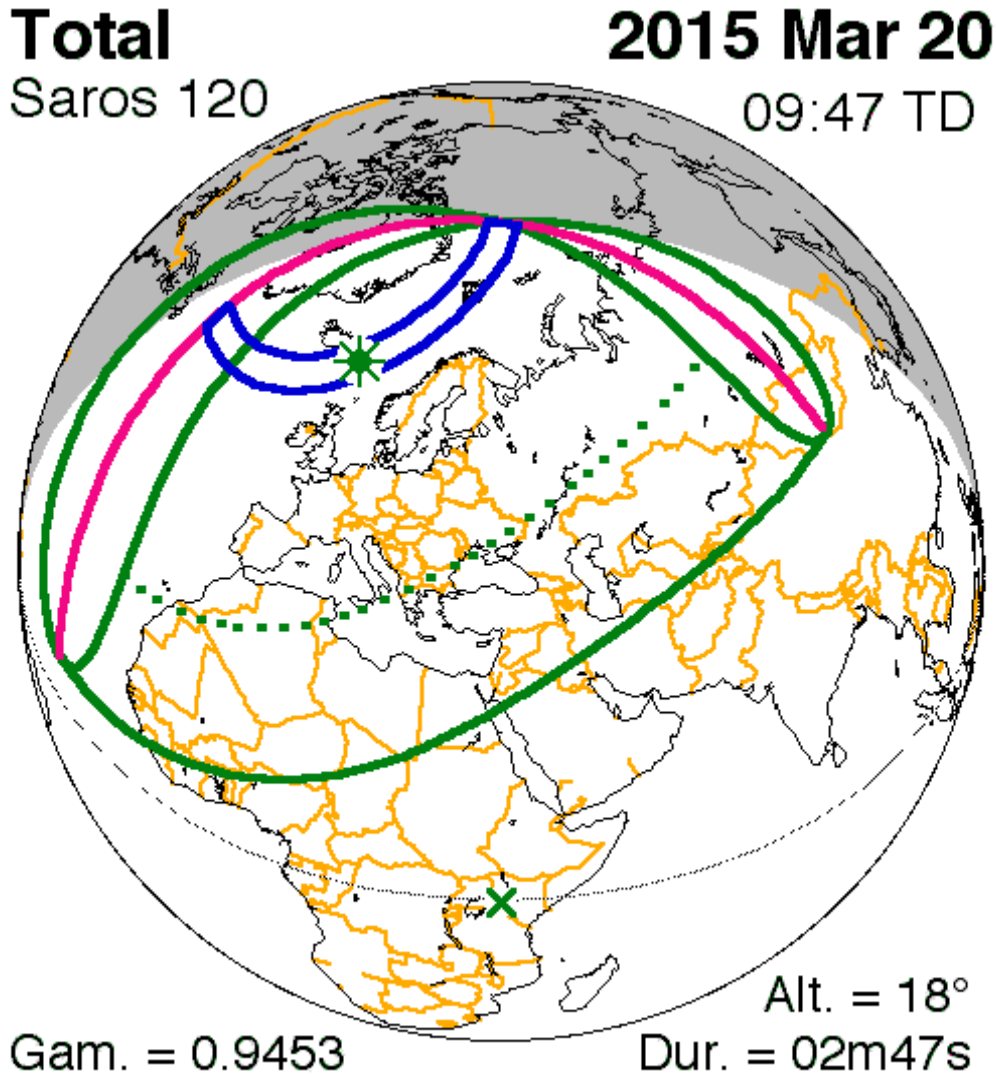 Total
2015 Mar 20
Saros 120
09:47 TD
Alt. = 18°
Gam. = 0.9453
Dur. = 02m47s